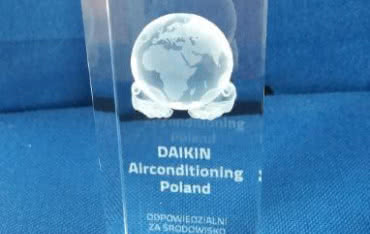 DAIKIN
Airconditioning
Poland
ODPOWIEDZIALNI
ZA ŚRODOWISKO